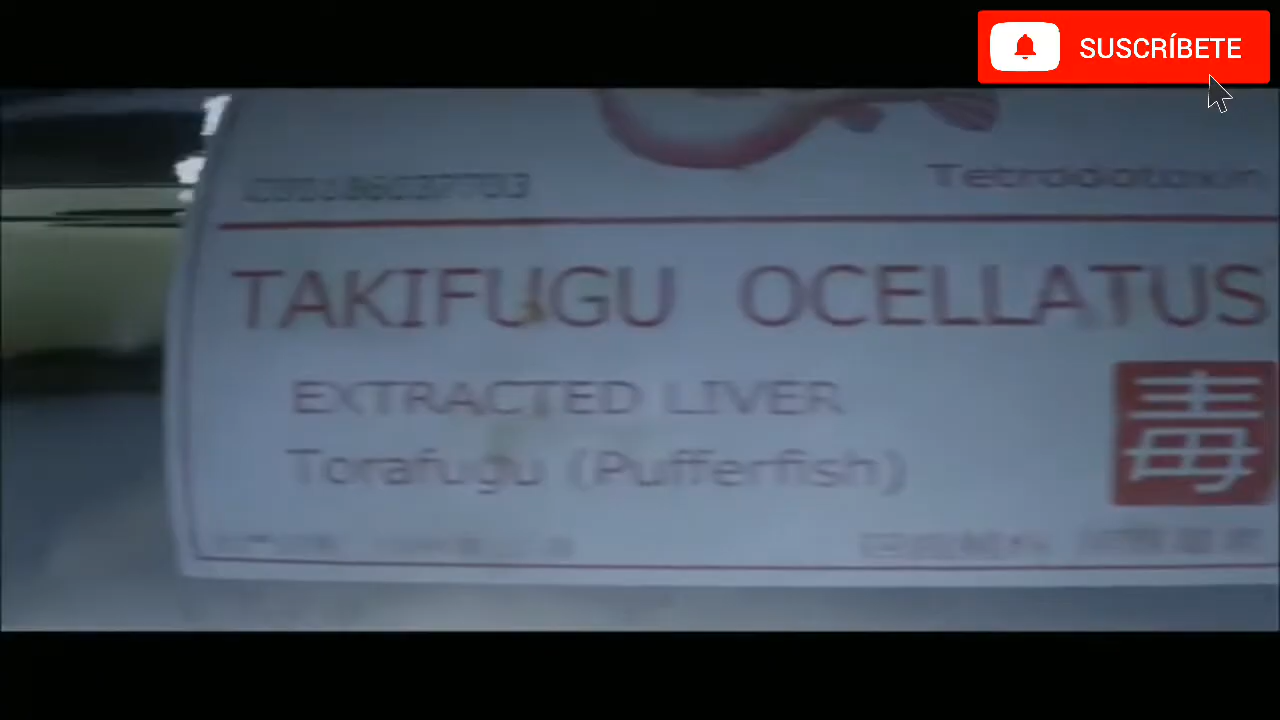 SUSCRÍBETE
Tetrodotoxin
TAKIFUGU OCELLATUS
EXTRACTED LIVER
Torafugu (Pufferfish)
毒